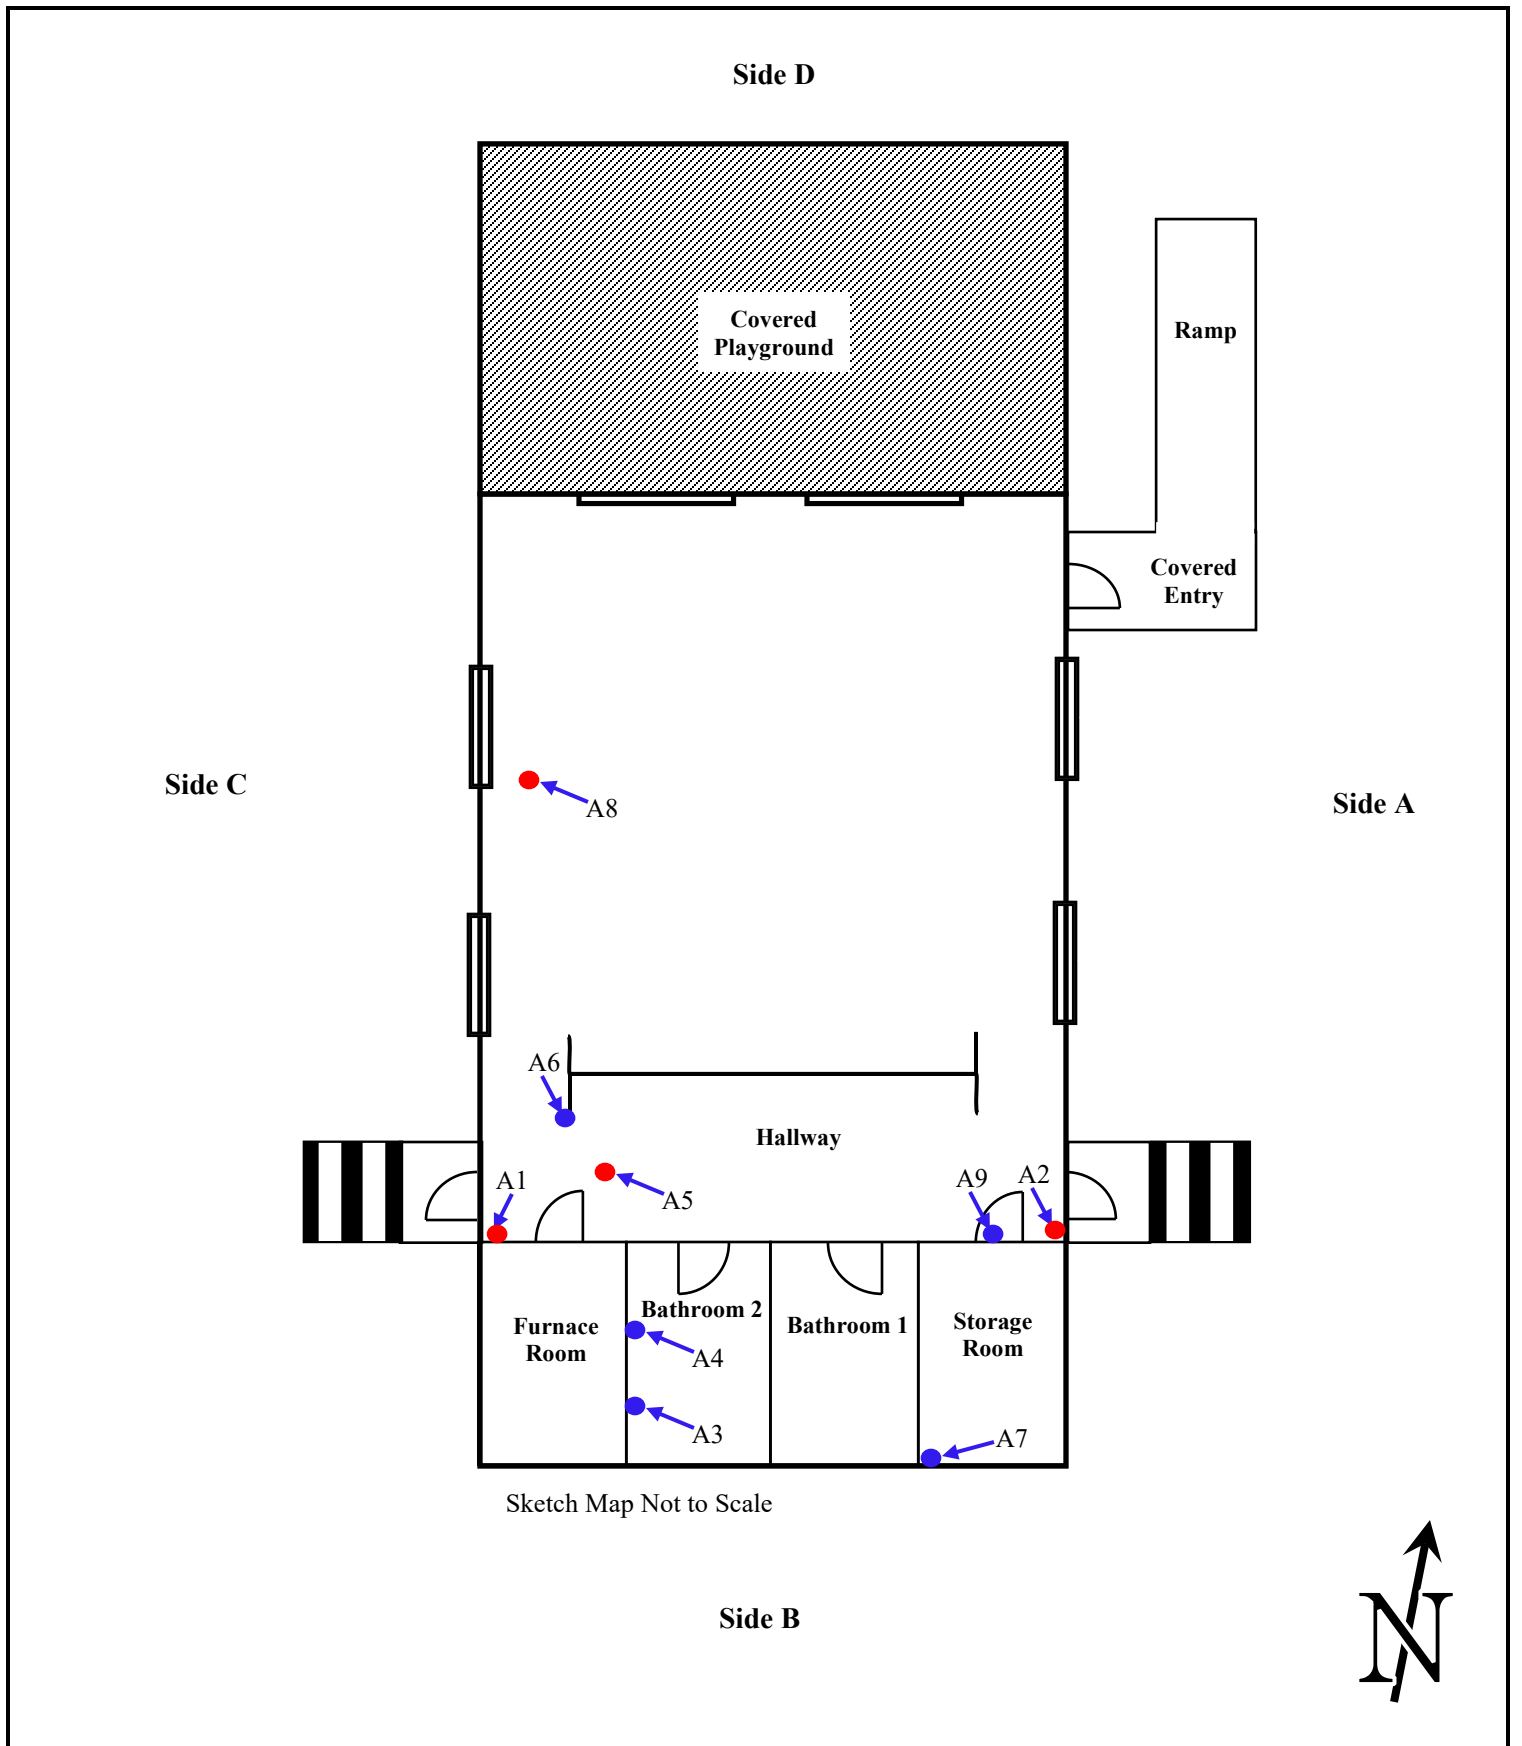 Side D
Covered
Playground
Ramp
Covered
Entry
Side C
A8
Side A
A6
Hallway
A1
A5
A9
A2
Furnace
Room
Bathroom 2
Bathroom 1
Storage
Room
A4
A3
A7
Sketch Map Not to Scale
Side B
N